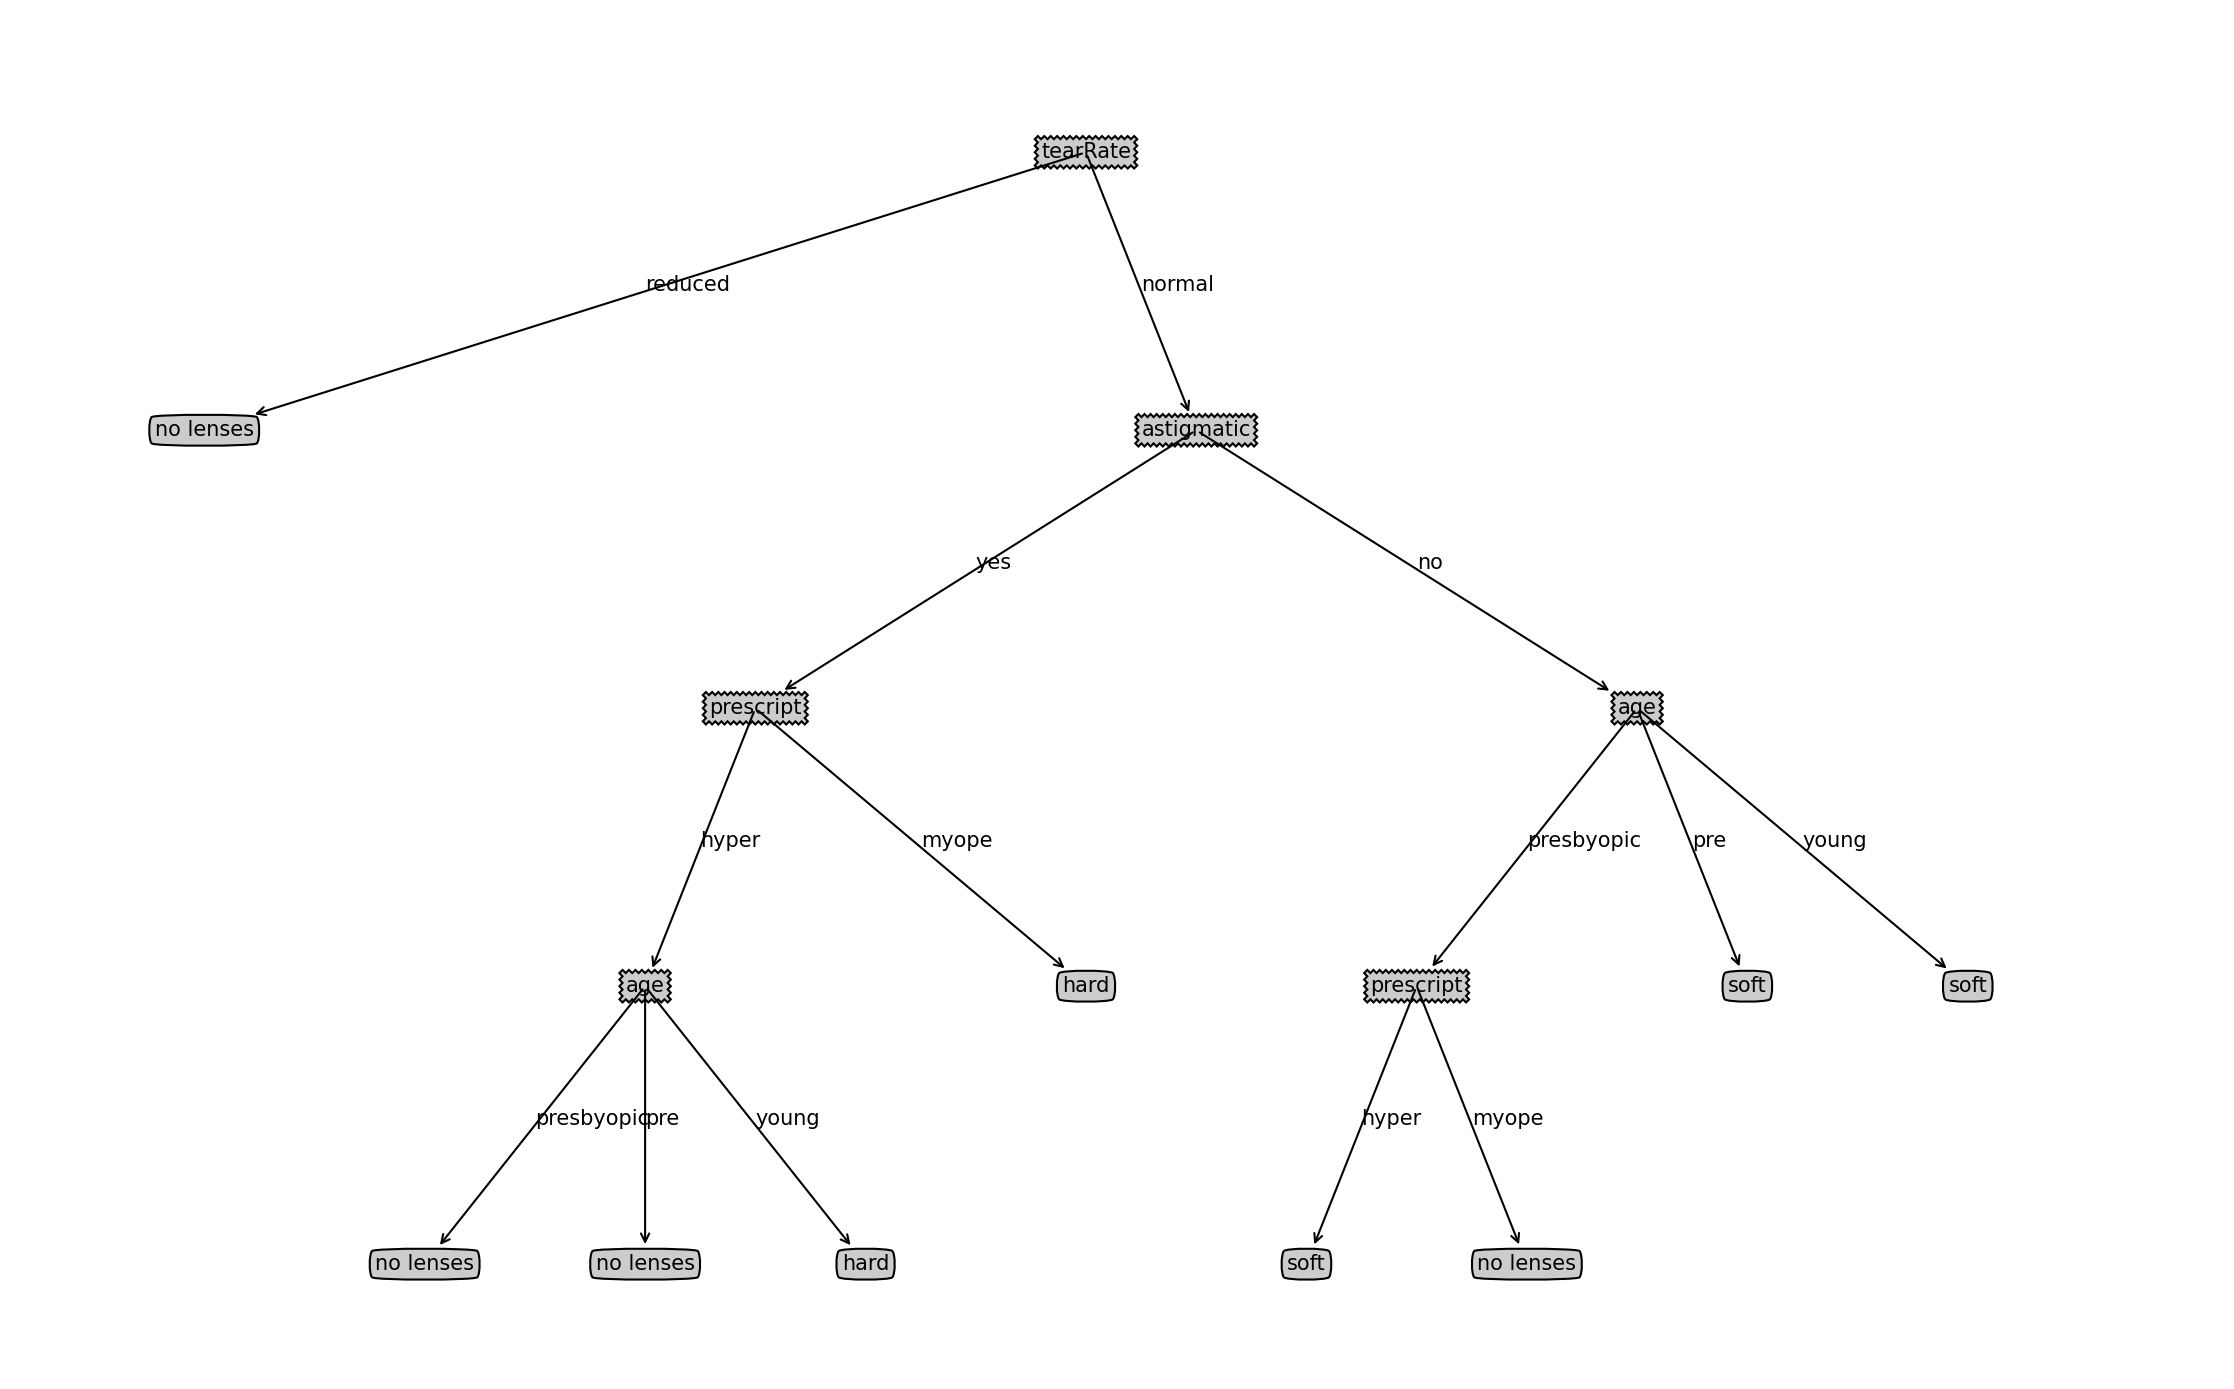 tearRate
reduced
normal
no lenses
astigmatic
yes
no
prescript
age
hyper
myope
presbyopic
pre
young
age
hard
prescript
soft
soft
presbyopic
pre
young
hyper
myope
no lenses
no lenses
hard
soft
no lenses